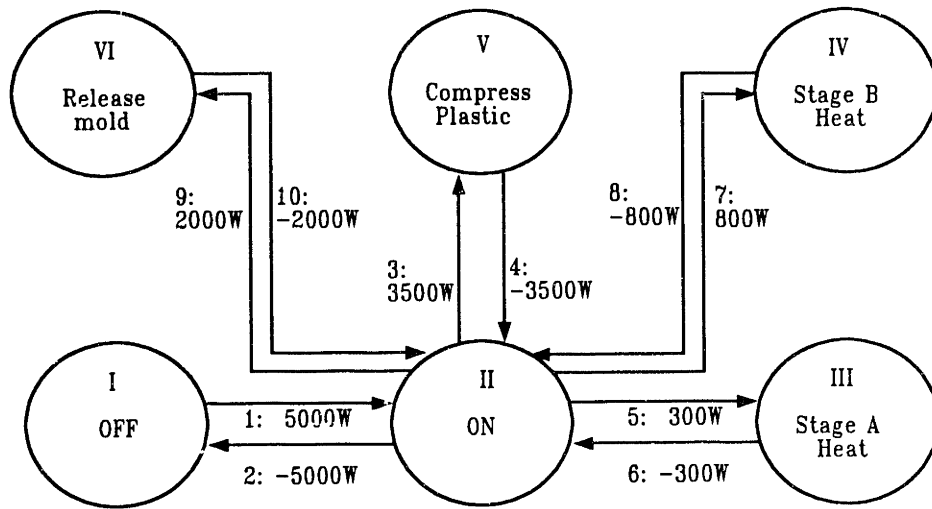 VI
Release
mold
V
Compress
Plastic
IV
Stage B
Heat
9:
2000W
10:
-2000W
3:
3500W
4:
-3500W
8:
-800W
7:
800W
I
OFF
1: 5000W
2: -5000W
II
ON
5: 300W
6: -300W
III
Stage A
Heat